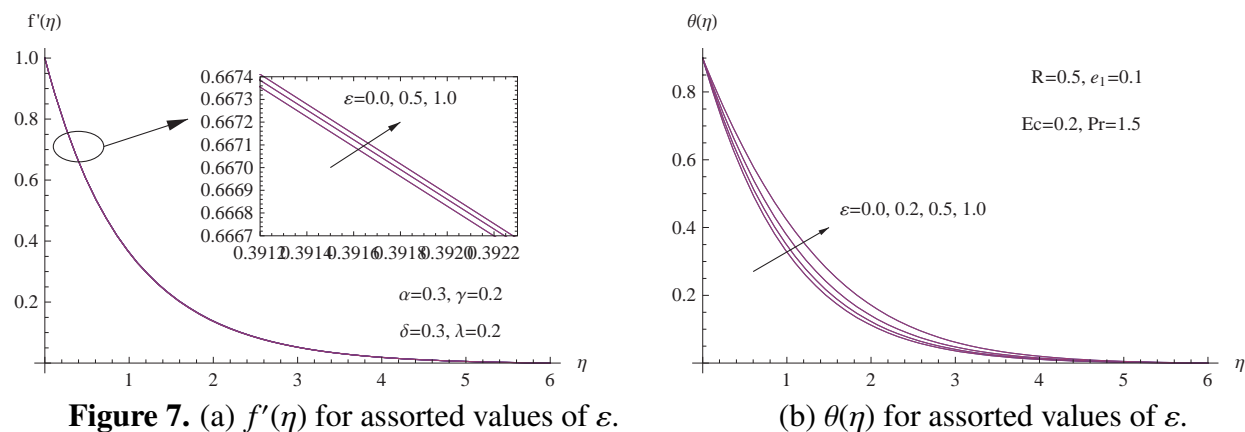 f'(η)
1.0
0.8
0.6
0.4
0.2
0.6674
0.6673
0.6672
0.6671
0.6670
0.6669
0.6668
0.6667
ε=0.0, 0.5, 1.0
0.3912 0.3914 0.3916 0.3918 0.3920 0.3922
α=0.3, γ=0.2
δ=0.3, λ=0.2
1 2 3 4 5 6
η
θ(η)
0.8
0.6
0.4
0.2
R=0.5, e₁=0.1
Ec=0.2, Pr=1.5
ε=0.0, 0.2, 0.5, 1.0
1 2 3 4 5 6
η
Figure 7. (a) f′(η) for assorted values of ε.
(b) θ(η) for assorted values of ε.